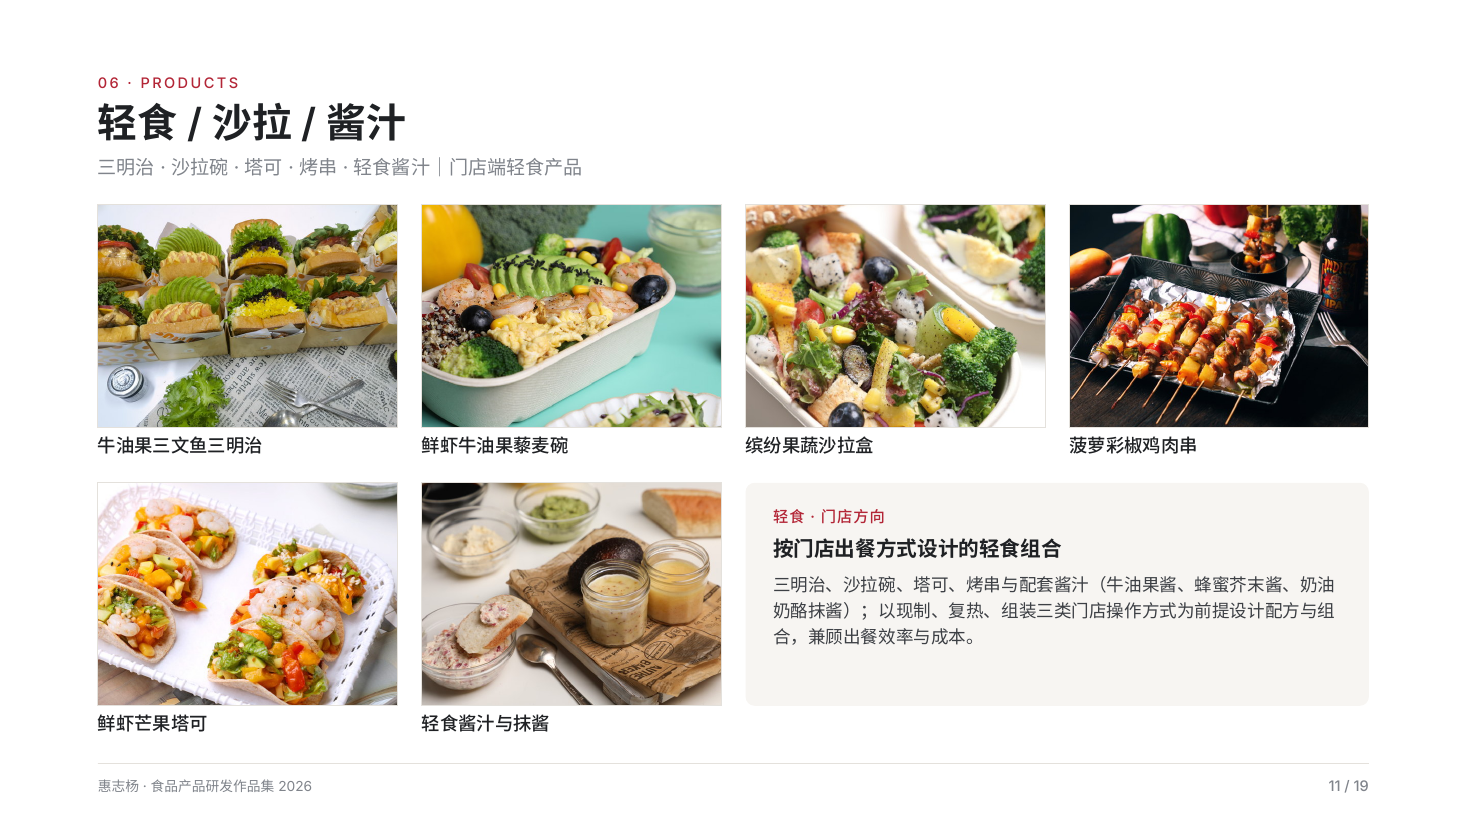 06 · PRODUCTS
轻食 / 沙拉 / 酱汁
三明治 · 沙拉碗 · 塔可 · 烤串 · 轻食酱汁｜门店端轻食产品
牛油果三文鱼三明治
鲜虾牛油果藜麦碗
缤纷果蔬沙拉盒
菠萝彩椒鸡肉串
鲜虾芒果塔可
轻食酱汁与抹酱
轻食 · 门店方向
按门店出餐方式设计的轻食组合
三明治、沙拉碗、塔可、烤串与配套酱汁（牛油果酱、蜂蜜芥末酱、奶油
奶酪抹酱）；以现制、复热、组装三类门店操作方式为前提设计配方与组
合，兼顾出餐效率与成本。
惠志杨 · 食品产品研发作品集 2026
11 / 19